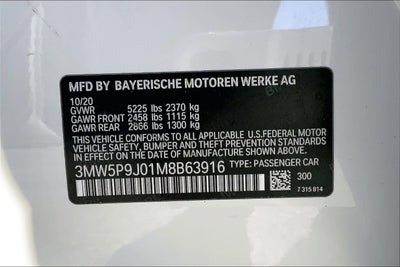 MFD BY BAYERISCHE MOTOREN WERKE AG
10/20
GVWR 5225 lbs 2370 kg
GAWR FRONT 2458 lbs 1115 kg
GAWR REAR 2866 lbs 1300 kg
THIS VEHICLE CONFORMS TO ALL APPLICABLE U.S.FEDERAL MOTOR
VEHICLE SAFETY, BUMPER AND THEFT PREVENTION STANDARDS
IN EFFECT ON THE DATE OF MANUFACTURE SHOWN ABOVE.
3MW5P9J01M8B63916 TYPE: PASSENGER CAR
300
7 315 814